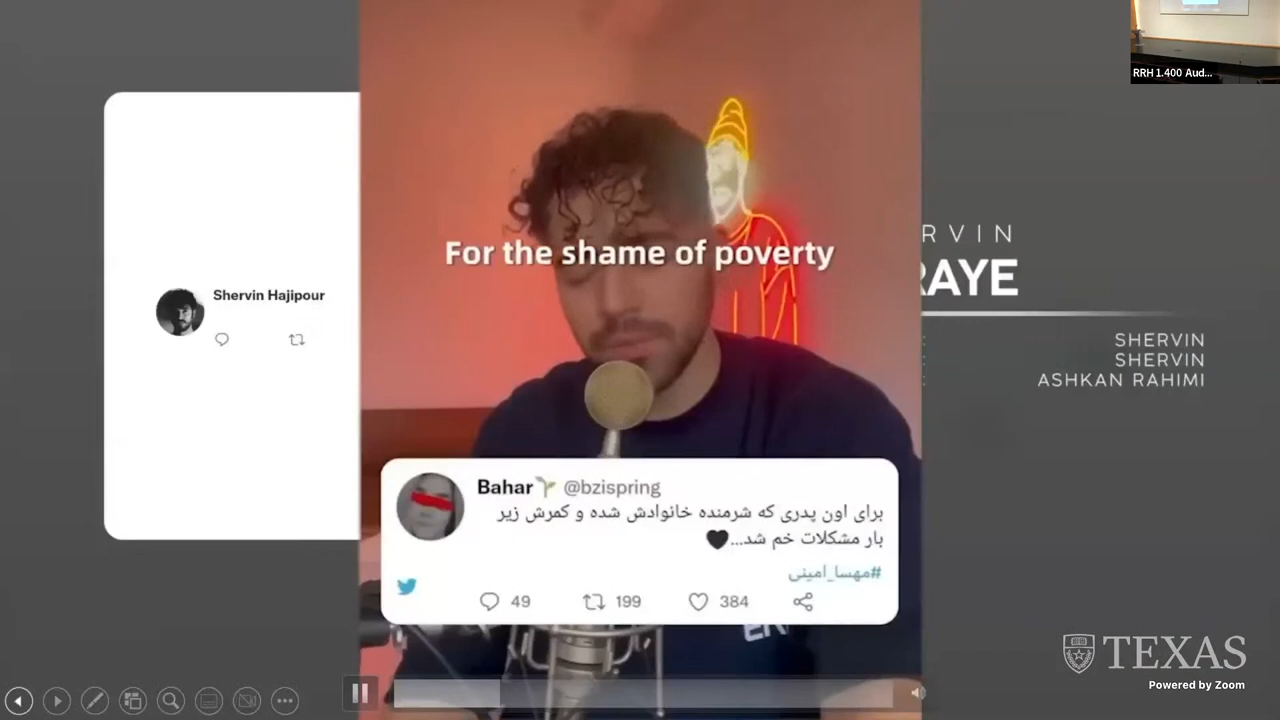 RRH 1.400 Aud...
For the shame of poverty
Shervin Hajipour
RVIN
RAYE
SHERVIN
SHERVIN
ASHKAN RAHIMI
Bahar @bzispring
برای اون پدری که شرمنده خانوادش شده و کمرش زیر
بار مشکلات خم شد...
#مهسا_امینی
49 199 384
TEXAS
Powered by Zoom